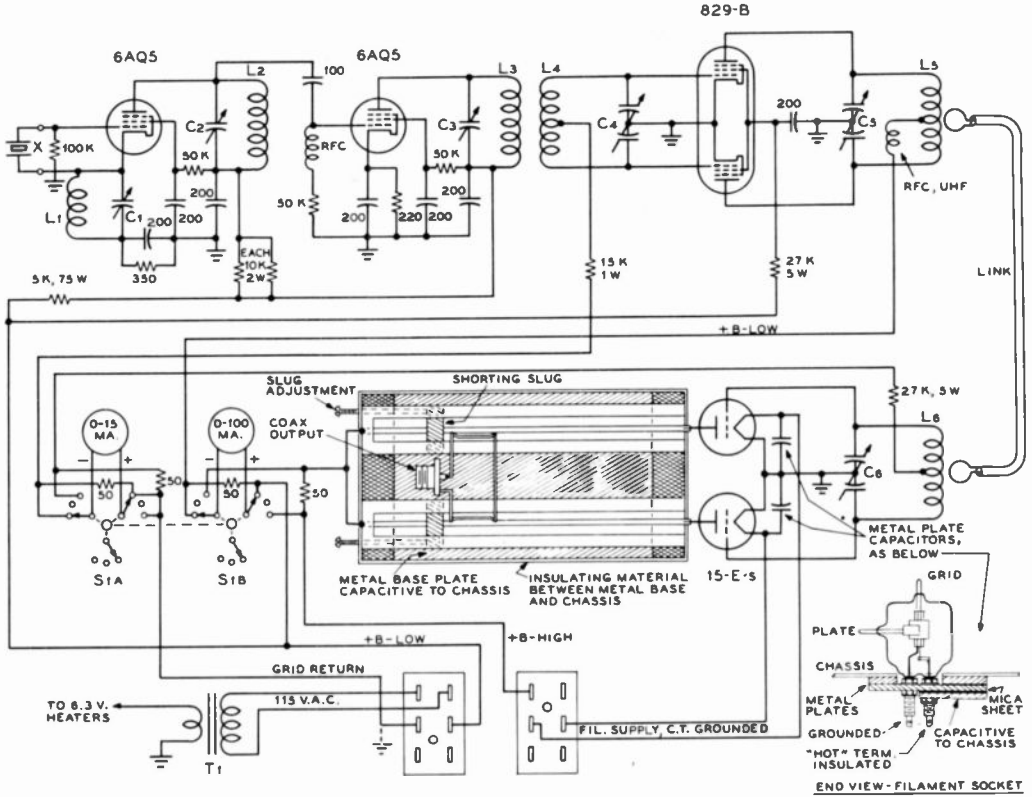 829-B
6AQ5
6AQ5
L2
100
L3
L4
L5
X
100K
C2
RFC
C3
C4
200
C5
50 K
50 K
RFC, UHF
L1
C1
200
200
200
50 K
200
220
200
200
350
EACH
10K
2W
5K, 75 W
15 K
1 W
27 K
5 W
LINK
+B-LOW
SLUG
ADJUSTMENT
SHORTING SLUG
27K, 5W
L6
COAX
OUTPUT
0-15
MA.
0-100
MA.
- +
- +
50
50
50
50
C6
S1A
S1B
METAL BASE PLATE
CAPACITIVE TO CHASSIS
INSULATING MATERIAL
BETWEEN METAL BASE
AND CHASSIS
15-E-S
METAL PLATE
CAPACITORS,
AS BELOW
GRID
PLATE
+B-LOW
+B-HIGH
GRID RETURN
CHASSIS
METAL
PLATES
MICA
SHEET
TO 6.3 V.
HEATERS
115 V.A.C.
T1
FIL. SUPPLY, C.T. GROUNDED
GROUNDED
CAPACITIVE
TO CHASSIS
"HOT" TERM.
INSULATED
END VIEW-FILAMENT SOCKET